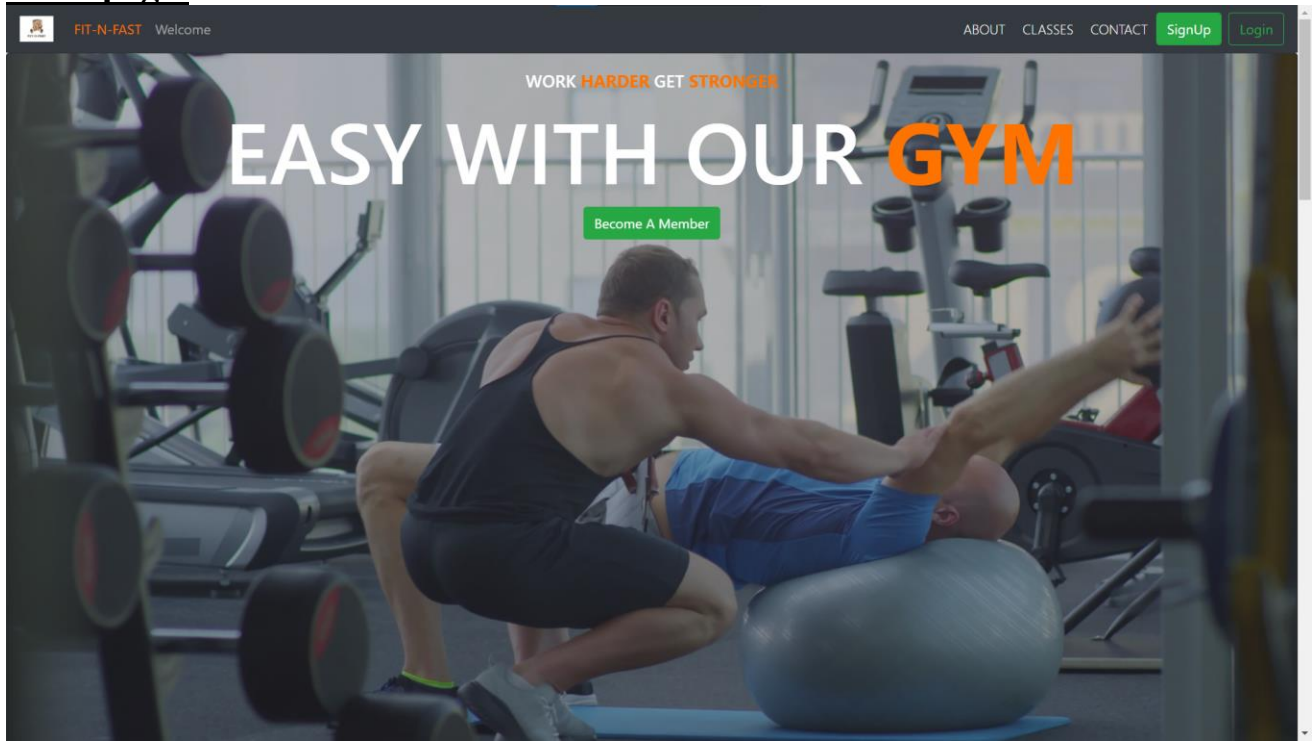 FIT-N-FAST Welcome ABOUT CLASSES CONTACT SignUp Login
WORK HARDER GET STRONGER
EASY WITH OUR GYM
Become A Member